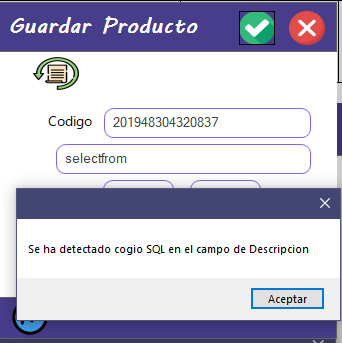 Guardar Producto
Codigo
201948304320837
selectfrom
Se ha detectado cogio SQL en el campo de Descripcion
Aceptar